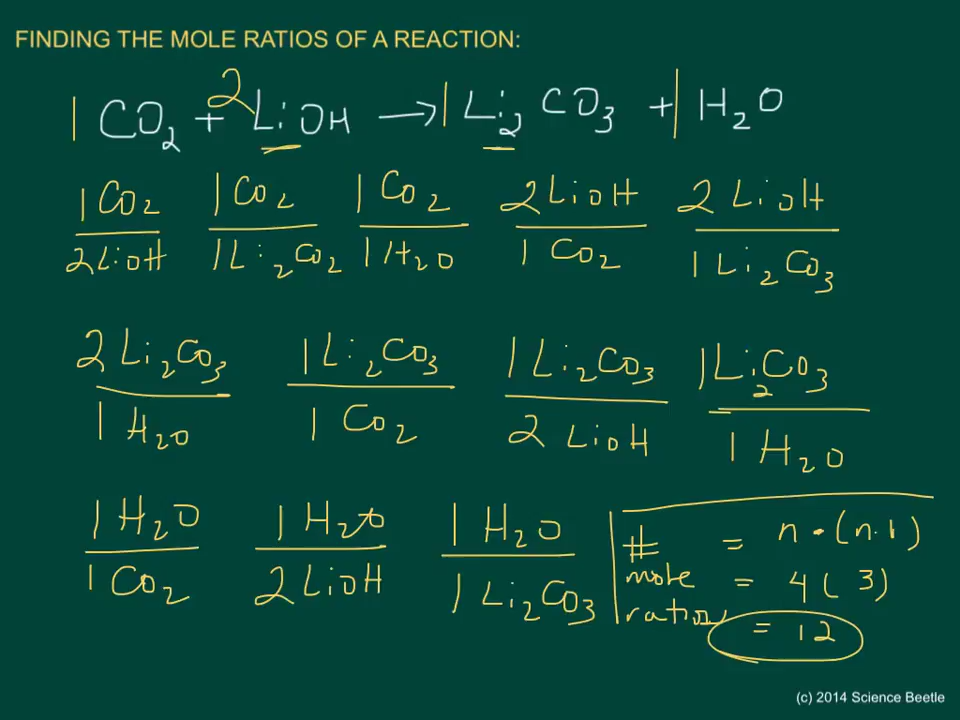 FINDING THE MOLE RATIOS OF A REACTION:
1 CO₂ + 2 LiOH → 1 Li₂CO₃ + 1 H₂O
1 CO₂ 1 CO₂ 1 CO₂ 2 LiOH 2 LiOH
2 LiOH 1 Li₂CO₂ 1 H₂O 1 CO₂ 1 Li₂CO₃
2 Li₂CO₃ 1 Li₂CO₃ 1 Li₂CO₃ 1 Li₂CO₃
1 H₂O 1 CO₂ 2 LiOH 1 H₂O
1 H₂O 1 H₂O 1 H₂O
1 CO₂ 2 LiOH 1 Li₂CO₃
# = n · (n-1)
mole = 4(3)
ratios = 12
(c) 2014 Science Beetle